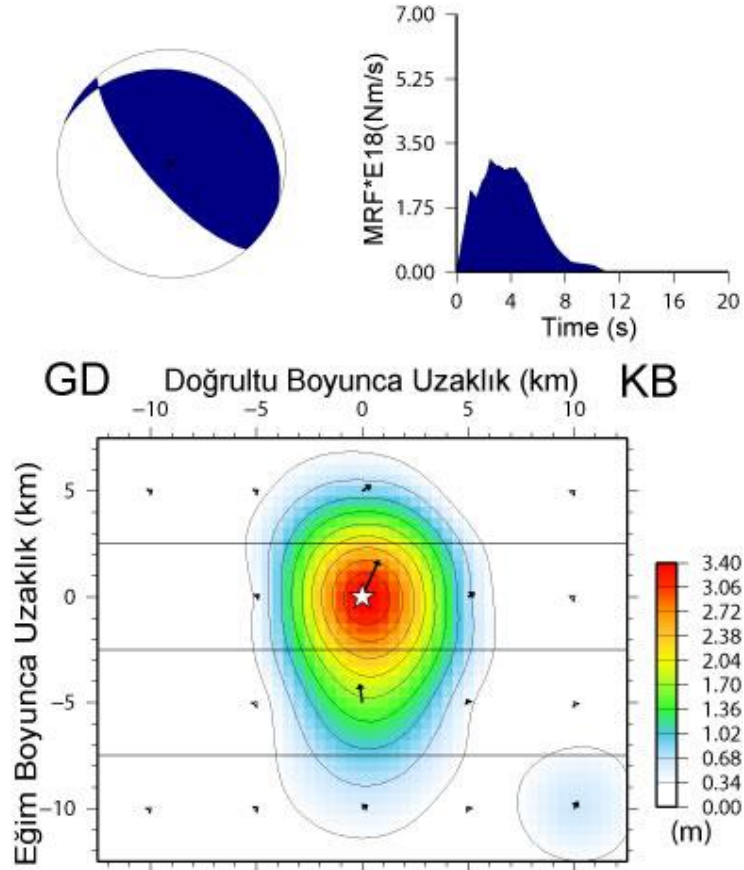 7.00
5.25
3.50
1.75
0.00
MRF*E18(Nm/s)
0 4 8 12 16 20
Time (s)
GD Doğrultu Boyunca Uzaklık (km) KB
−10 −5 0 5 10
Eğim Boyunca Uzaklık (km)
5
0
−5
−10
3.40
3.06
2.72
2.38
2.04
1.70
1.36
1.02
0.68
0.34
0.00
(m)